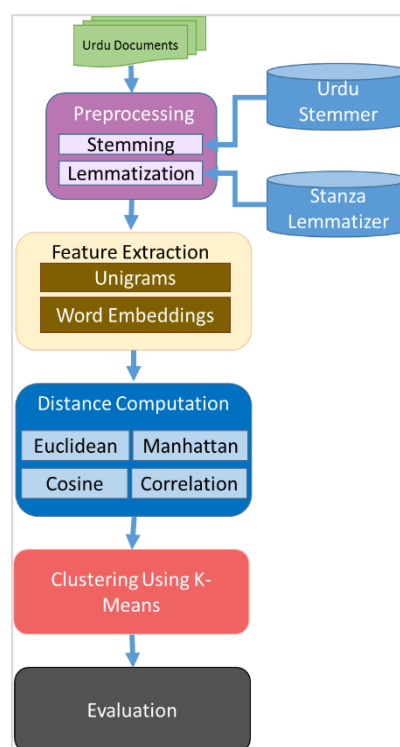 Urdu Documents
Preprocessing
Stemming
Lemmatization
Urdu
Stemmer
Stanza
Lemmatizer
Feature Extraction
Unigrams
Word Embeddings
Distance Computation
Euclidean
Manhattan
Cosine
Correlation
Clustering Using K-
Means
Evaluation